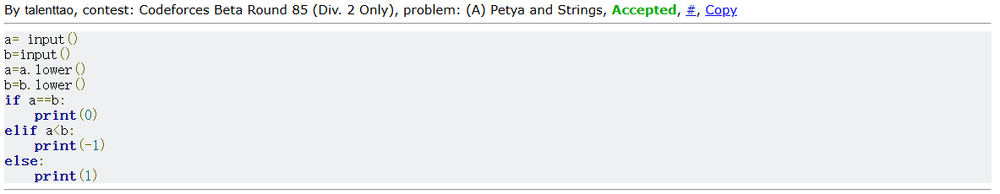 By talenttao, contest: Codeforces Beta Round 85 (Div. 2 Only), problem: (A) Petya and Strings, Accepted, #, Copy
a= input()
b=input()
a=a.lower()
b=b.lower()
if a==b:
    print(0)
elif a<b:
    print(-1)
else:
    print(1)